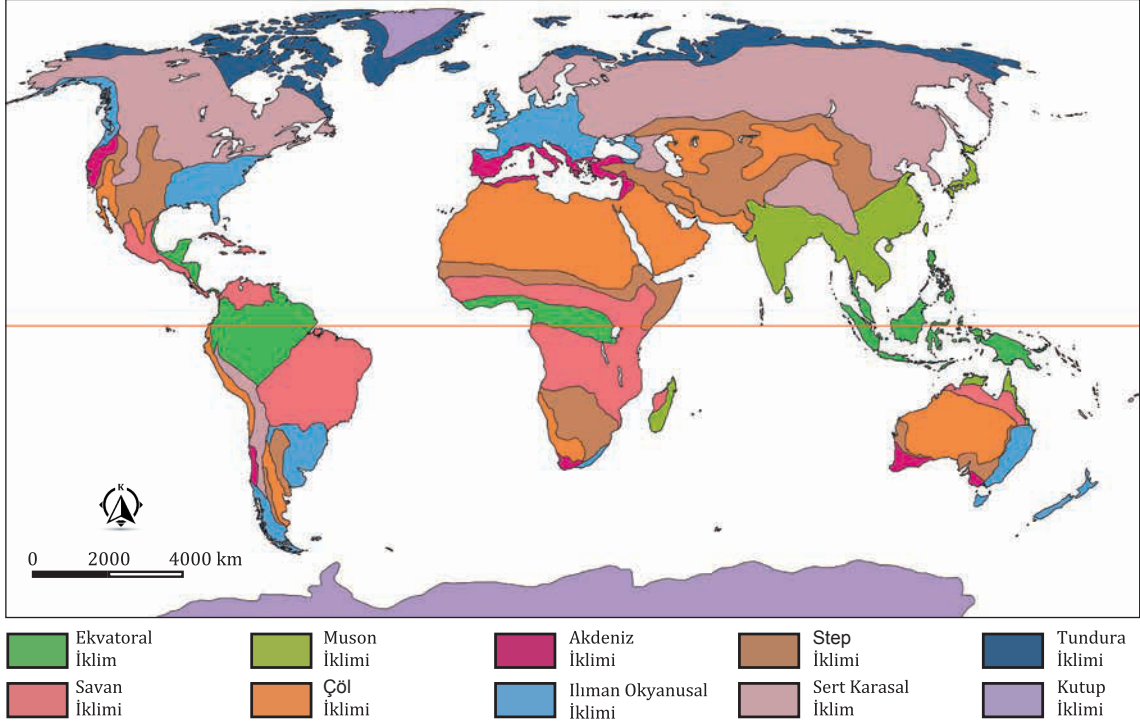 K
0 2000 4000 km
Ekvatoral
İklim
Muson
İklimi
Akdeniz
İklimi
Step
İklimi
Tundura
İklimi
Savan
İklimi
Çöl
İklimi
Ilıman Okyanusal
İklimi
Sert Karasal
İklim
Kutup
İklimi